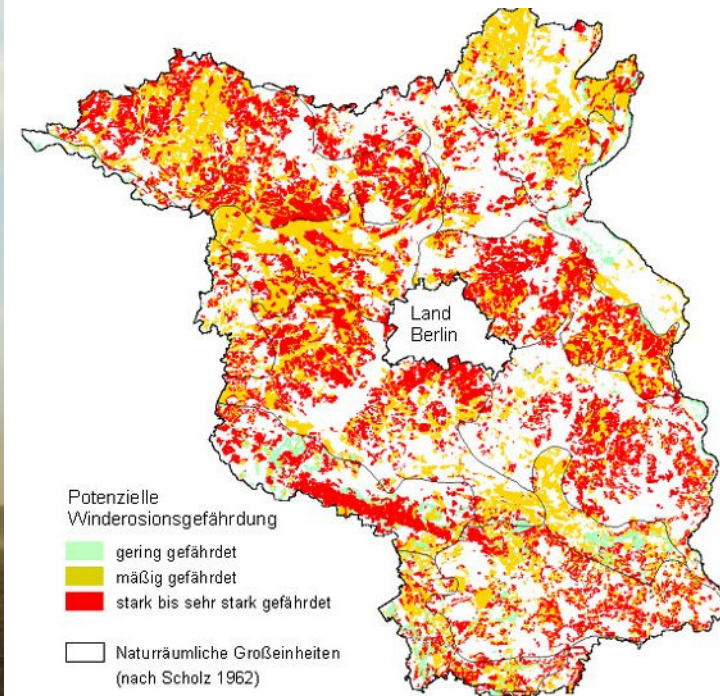 Land
Berlin
Potenzielle
Winderosionsgefährdung
gering gefährdet
mäßig gefährdet
stark bis sehr stark gefährdet
Naturräumliche Großeinheiten
(nach Scholz 1962)